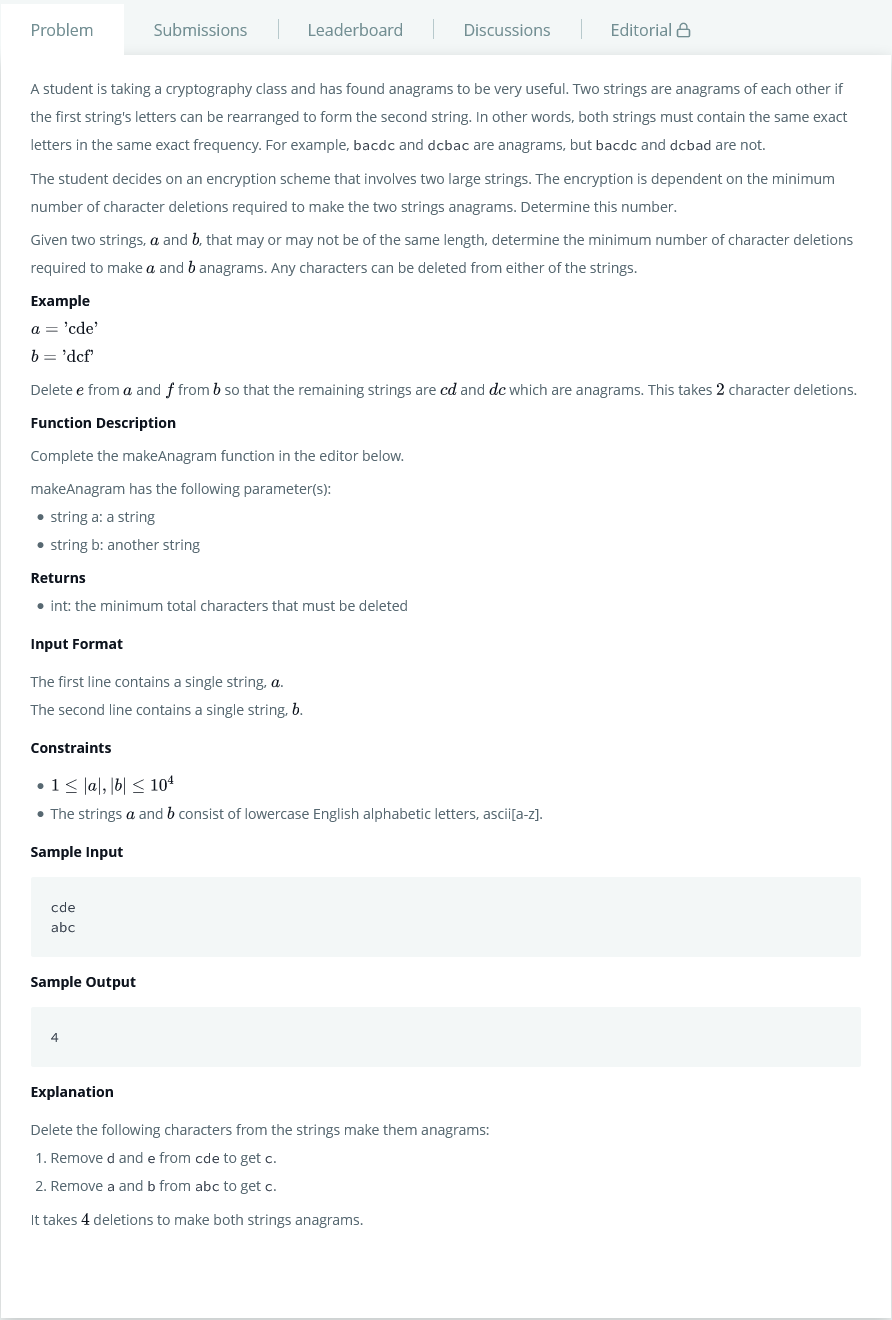 Problem
Submissions
Leaderboard
Discussions
Editorial
A student is taking a cryptography class and has found anagrams to be very useful. Two strings are anagrams of each other if
the first string's letters can be rearranged to form the second string. In other words, both strings must contain the same exact
letters in the same exact frequency. For example, bacdc and dcbac are anagrams, but bacdc and dcbad are not.
The student decides on an encryption scheme that involves two large strings. The encryption is dependent on the minimum
number of character deletions required to make the two strings anagrams. Determine this number.
Given two strings, a and b, that may or may not be of the same length, determine the minimum number of character deletions
required to make a and b anagrams. Any characters can be deleted from either of the strings.
Example
a = 'cde'
b = 'dcf'
Delete e from a and f from b so that the remaining strings are cd and dc which are anagrams. This takes 2 character deletions.
Function Description
Complete the makeAnagram function in the editor below.
makeAnagram has the following parameter(s):
• string a: a string
• string b: another string
Returns
• int: the minimum total characters that must be deleted
Input Format
The first line contains a single string, a.
The second line contains a single string, b.
Constraints
• 1 ≤ |a|, |b| ≤ 10⁴
• The strings a and b consist of lowercase English alphabetic letters, ascii[a-z].
Sample Input
cde
abc
Sample Output
4
Explanation
Delete the following characters from the strings make them anagrams:
1. Remove d and e from cde to get c.
2. Remove a and b from abc to get c.
It takes 4 deletions to make both strings anagrams.